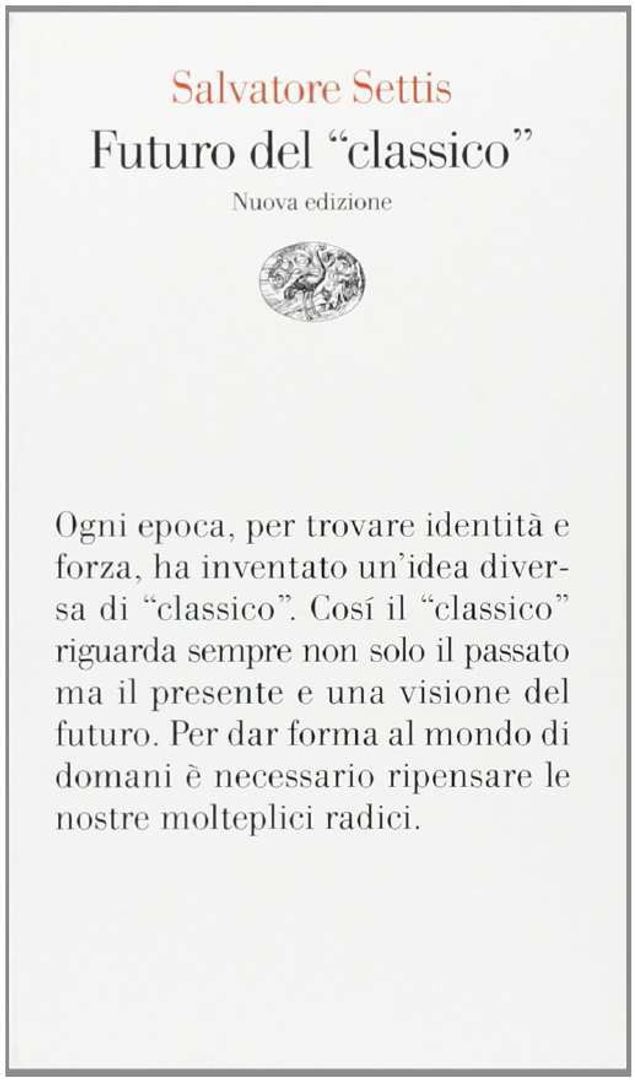 Salvatore Settis
Futuro del “classico”
Nuova edizione
Ogni epoca, per trovare identità e
forza, ha inventato un’idea diver-
sa di “classico”. Cosí il “classico”
riguarda sempre non solo il passato
ma il presente e una visione del
futuro. Per dar forma al mondo di
domani è necessario ripensare le
nostre molteplici radici.